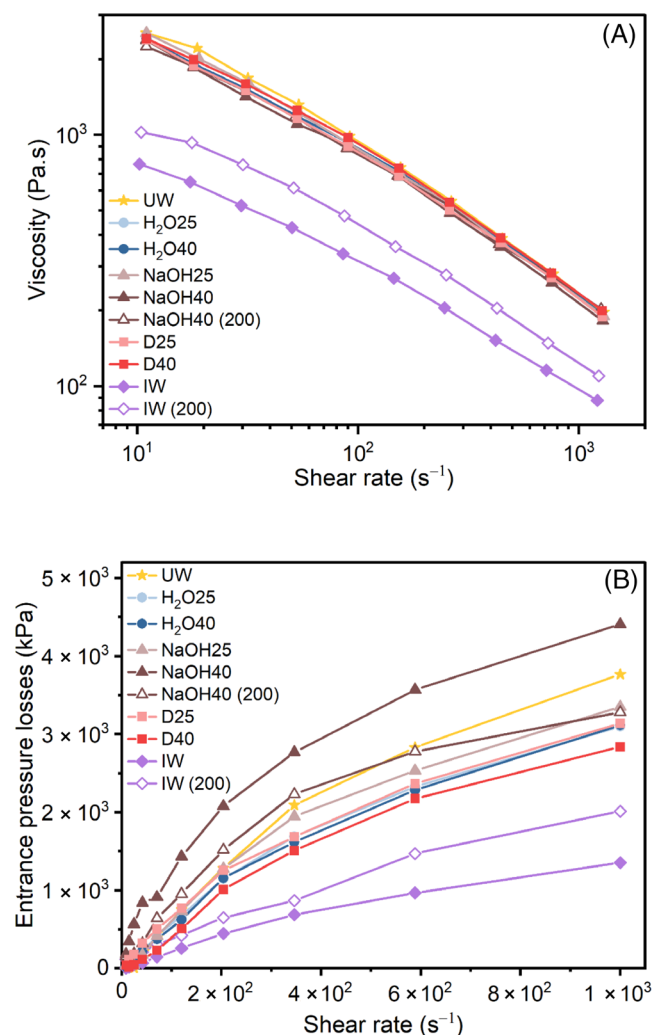 (A)
Viscosity (Pa.s)
10³
10²
UW
H₂O25
H₂O40
NaOH25
NaOH40
NaOH40 (200)
D25
D40
IW
IW (200)
10¹ 10² 10³
Shear rate (s⁻¹)
(B)
Entrance pressure losses (kPa)
5 × 10³
4 × 10³
3 × 10³
2 × 10³
1 × 10³
0
UW
H₂O25
H₂O40
NaOH25
NaOH40
NaOH40 (200)
D25
D40
IW
IW (200)
0 2 × 10² 4 × 10² 6 × 10² 8 × 10² 1 × 10³
Shear rate (s⁻¹)